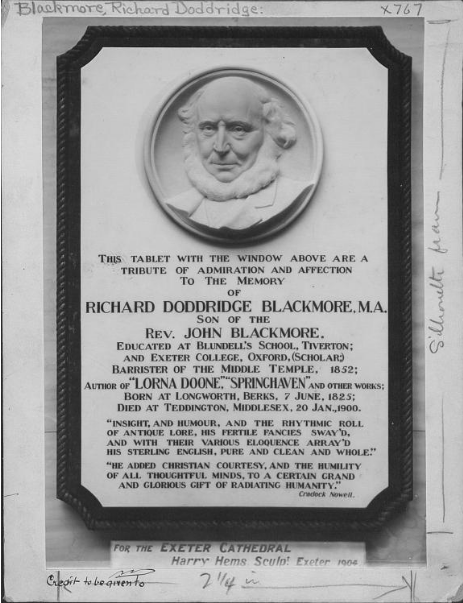 Blackmore, Richard Doddridge:
X767
THIS TABLET WITH THE WINDOW ABOVE ARE A
TRIBUTE OF ADMIRATION AND AFFECTION
TO THE MEMORY
OF
RICHARD DODDRIDGE BLACKMORE, M.A.
SON OF THE
REV. JOHN BLACKMORE,
EDUCATED AT BLUNDELL'S SCHOOL, TIVERTON;
AND EXETER COLLEGE, OXFORD, (SCHOLAR;)
BARRISTER OF THE MIDDLE TEMPLE, 1852;
AUTHOR OF "LORNA DOONE," "SPRINGHAVEN" AND OTHER WORKS;
BORN AT LONGWORTH, BERKS, 7 JUNE, 1825;
DIED AT TEDDINGTON, MIDDLESEX, 20 JAN., 1900.
"INSIGHT, AND HUMOUR, AND THE RHYTHMIC ROLL
OF ANTIQUE LORE, HIS FERTILE FANCIES SWAY'D,
AND WITH THEIR VARIOUS ELOQUENCE ARRAY'D
HIS STERLING ENGLISH, PURE AND CLEAN AND WHOLE."
"HE ADDED CHRISTIAN COURTESY, AND THE HUMILITY
OF ALL THOUGHTFUL MINDS, TO A CERTAIN GRAND
AND GLORIOUS GIFT OF RADIATING HUMANITY."
Cradock Nowell.
FOR THE EXETER CATHEDRAL
Harry Hems Sculpt Exeter 1904
Credit to be given to
2 1/4 in
Silhouette frame